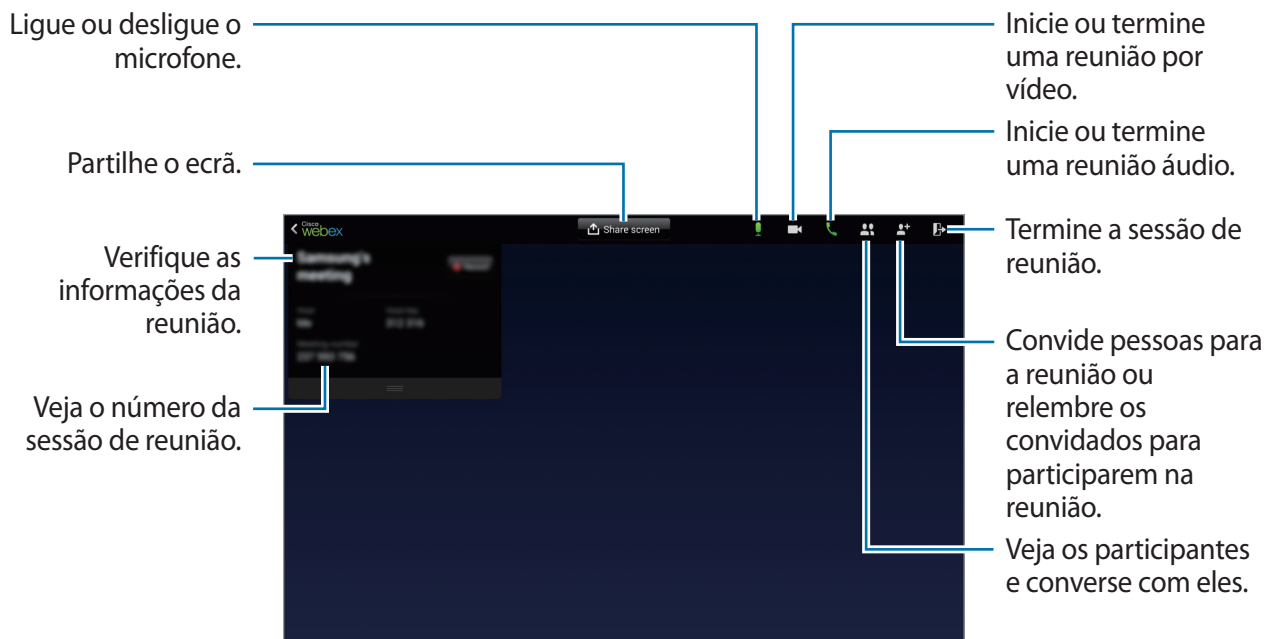 Ligue ou desligue o
microfone.
Partilhe o ecrã.
Verifique as
informações da
reunião.
Veja o número da
sessão de reunião.
Cisco
webex
Share screen
Samsung's
meeting
Inicie ou termine
uma reunião por
vídeo.
Inicie ou termine
uma reunião áudio.
Termine a sessão de
reunião.
Convide pessoas para
a reunião ou
relembre os
convidados para
participarem na
reunião.
Veja os participantes
e converse com eles.